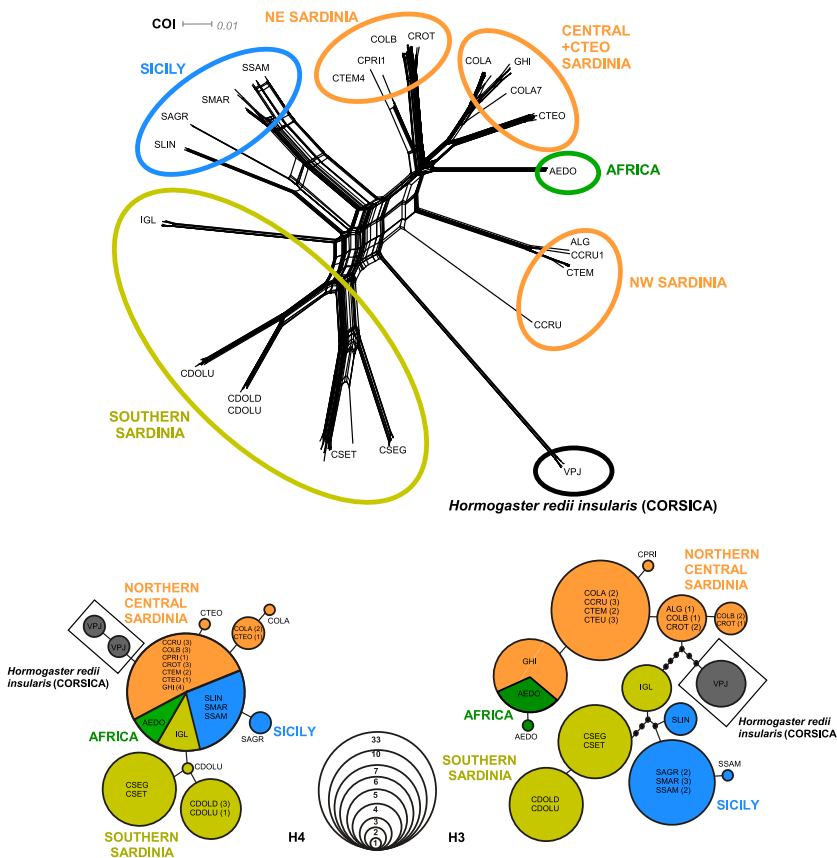 COI
0.01
NE SARDINIA
COLB
CROT
CPRI1
CTEM4
CENTRAL
+CTEO
SARDINIA
COLA
GHI
COLA7
CTEO
SICILY
SSAM
SMAR
SAGR
SLIN
AEDO
AFRICA
IGL
ALG
CCRU1
CTEM
NW SARDINIA
CCRU
CDOLU
CDOLD
CDOLU
SOUTHERN
SARDINIA
CSET
CSEG
VPJ
Hormogaster redii insularis (CORSICA)
NORTHERN
CENTRAL
SARDINIA
CTEO
COLA
COLA (2)
CTEO (1)
VPJ
VPJ
Hormogaster redii
insularis (CORSICA)
CCRU (3)
COLB (3)
CPRI (1)
CROT (3)
CTEM (2)
CTEO (1)
GHI (4)
SLIN
SMAR
SSAM
AEDO
IGL
AFRICA
SICILY
SAGR
CDOLU
CSEG
CSET
CDOLD (3)
CDOLU (1)
SOUTHERN
SARDINIA
H4
33
10
7
6
5
4
3
2
1
H3
CPRI
NORTHERN
CENTRAL
SARDINIA
COLA (2)
CCRU (3)
CTEM (2)
CTEU (3)
ALG (1)
COLB (1)
CROT (2)
COLB (2)
CROT (1)
GHI
AEDO
AFRICA
AEDO
IGL
VPJ
Hormogaster redii
insularis (CORSICA
SLIN
SOUTHERN
SARDINIA
CSEG
CSET
CDOLD
CDOLU
SAGR (2)
SMAR (3)
SSAM (2)
SSAM
SICILY